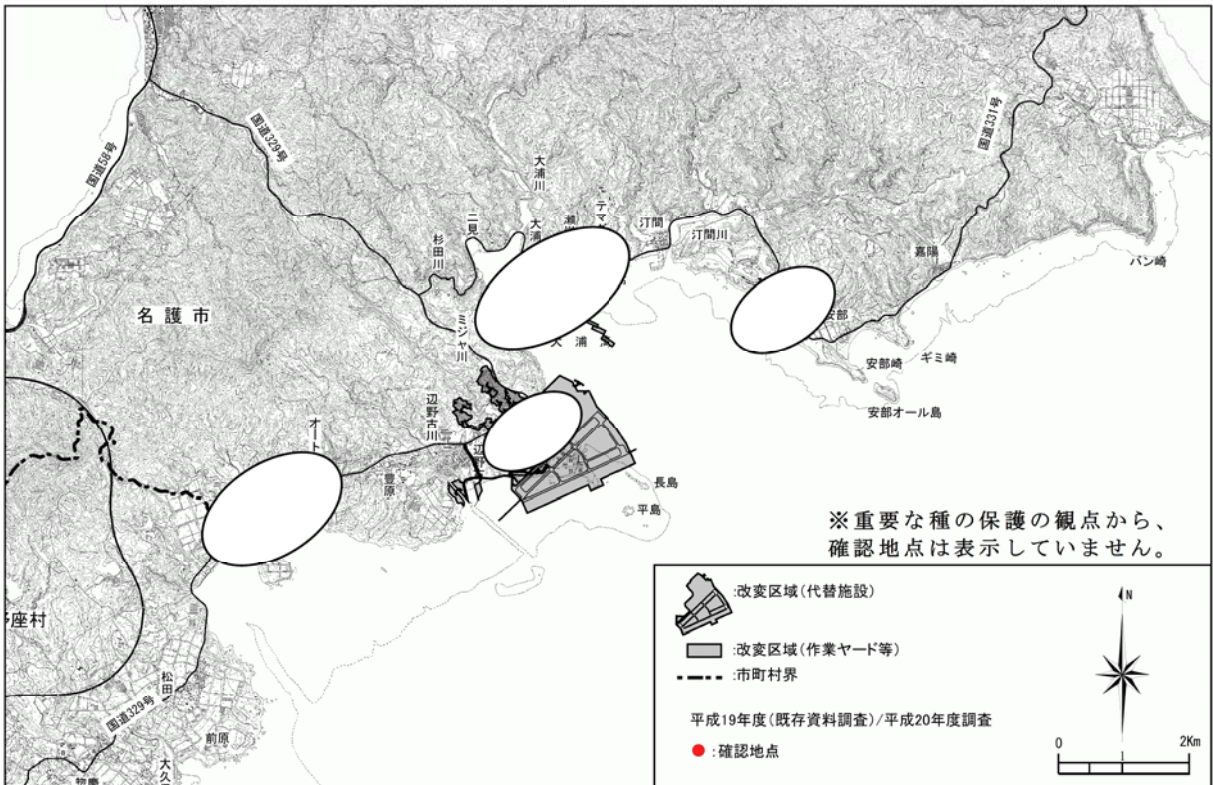 国道58号
国道329号
国道331号
大浦川
テマ
二見
大浦
杉田川
汀間
汀間川
嘉陽
バン崎
名護市
ミジャ川
安部
大浦
安部崎
ギミ崎
安部オール島
辺野古川
オート
辺野
豊原
長島
平島
※重要な種の保護の観点から、
確認地点は表示していません。
座村
松田
国道329号
前原
大久
惣慶
:改変区域(代替施設)
:改変区域(作業ヤード等)
:市町村界
平成19年度(既存資料調査)/平成20年度調査
:確認地点
N
0 1 2Km